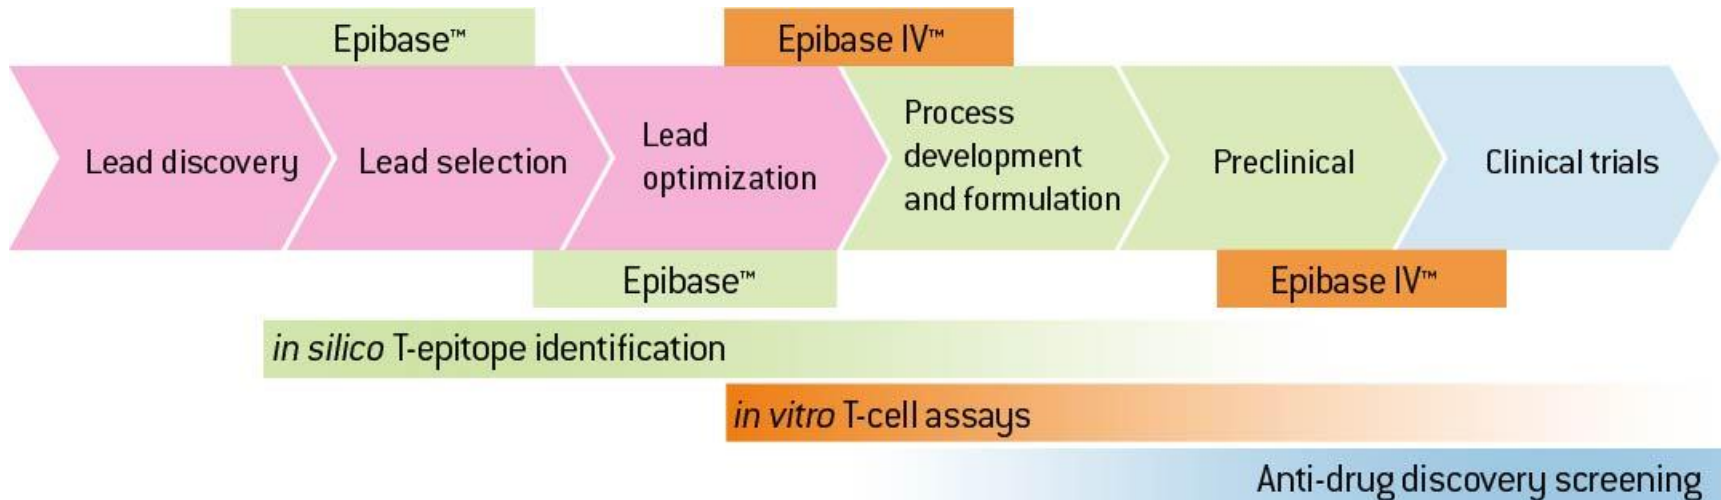 Epibase™
Epibase IV™
Lead discovery
Lead selection
Lead
optimization
Process
development
and formulation
Preclinical
Clinical trials
Epibase™
Epibase IV™
in silico T-epitope identification
in vitro T-cell assays
Anti-drug discovery screening